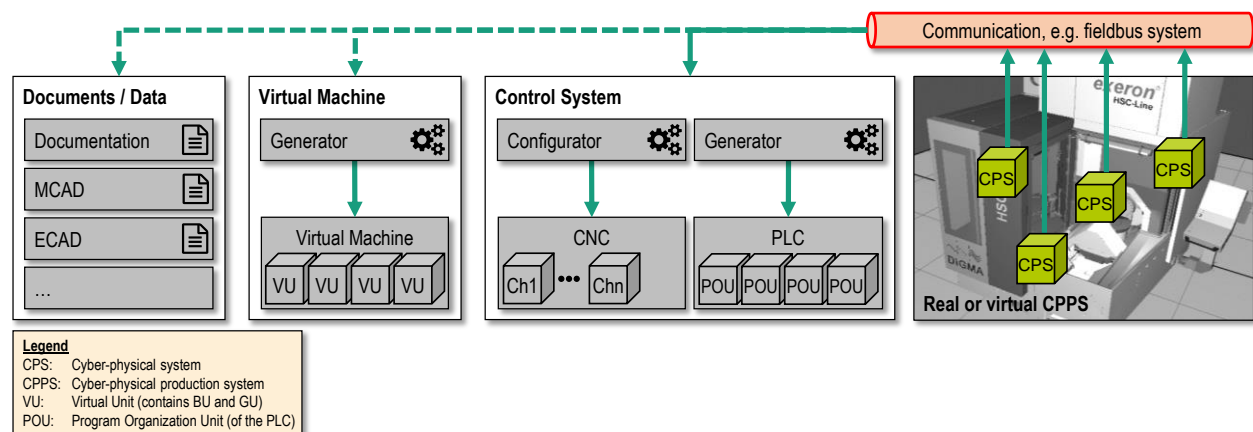 Communication, e.g. fieldbus system
Documents / Data
Documentation
MCAD
ECAD
...
Virtual Machine
Generator
Virtual Machine
VU VU VU VU
Control System
Configurator
Generator
CNC
Ch1 ••• Chn
PLC
POU POU POU POU
exeron
HSC-Line
CPS
CPS
CPS
CPS
HSC
DIGMA
Real or virtual CPPS
Legend
CPS: Cyber-physical system
CPPS: Cyber-physical production system
VU: Virtual Unit (contains BU and GU)
POU: Program Organization Unit (of the PLC)